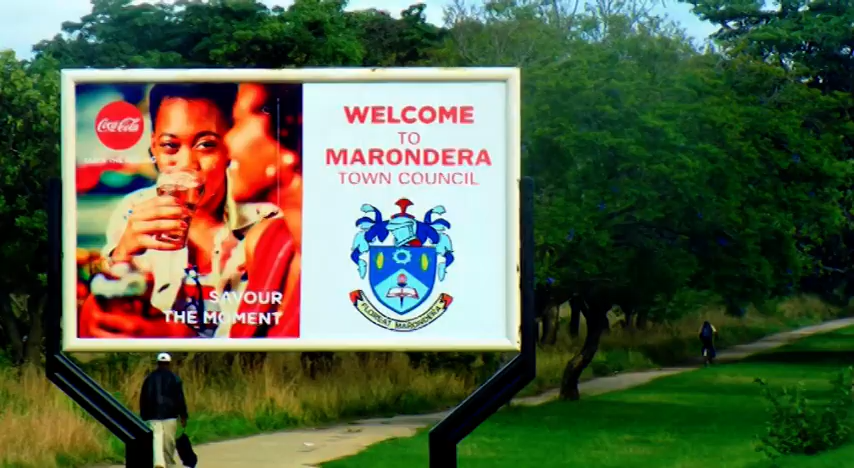 Coca-Cola
SAVOUR
THE MOMENT
WELCOME
TO
MARONDERA
TOWN COUNCIL
FLOREAT MARONDERA